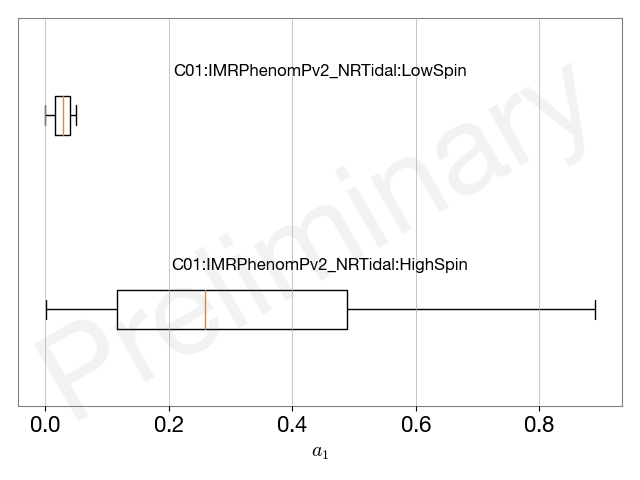 C01:IMRPhenomPv2_NRTidal:LowSpin
Preliminary
C01:IMRPhenomPv2_NRTidal:HighSpin
0.0 0.2 0.4 0.6 0.8
a₁